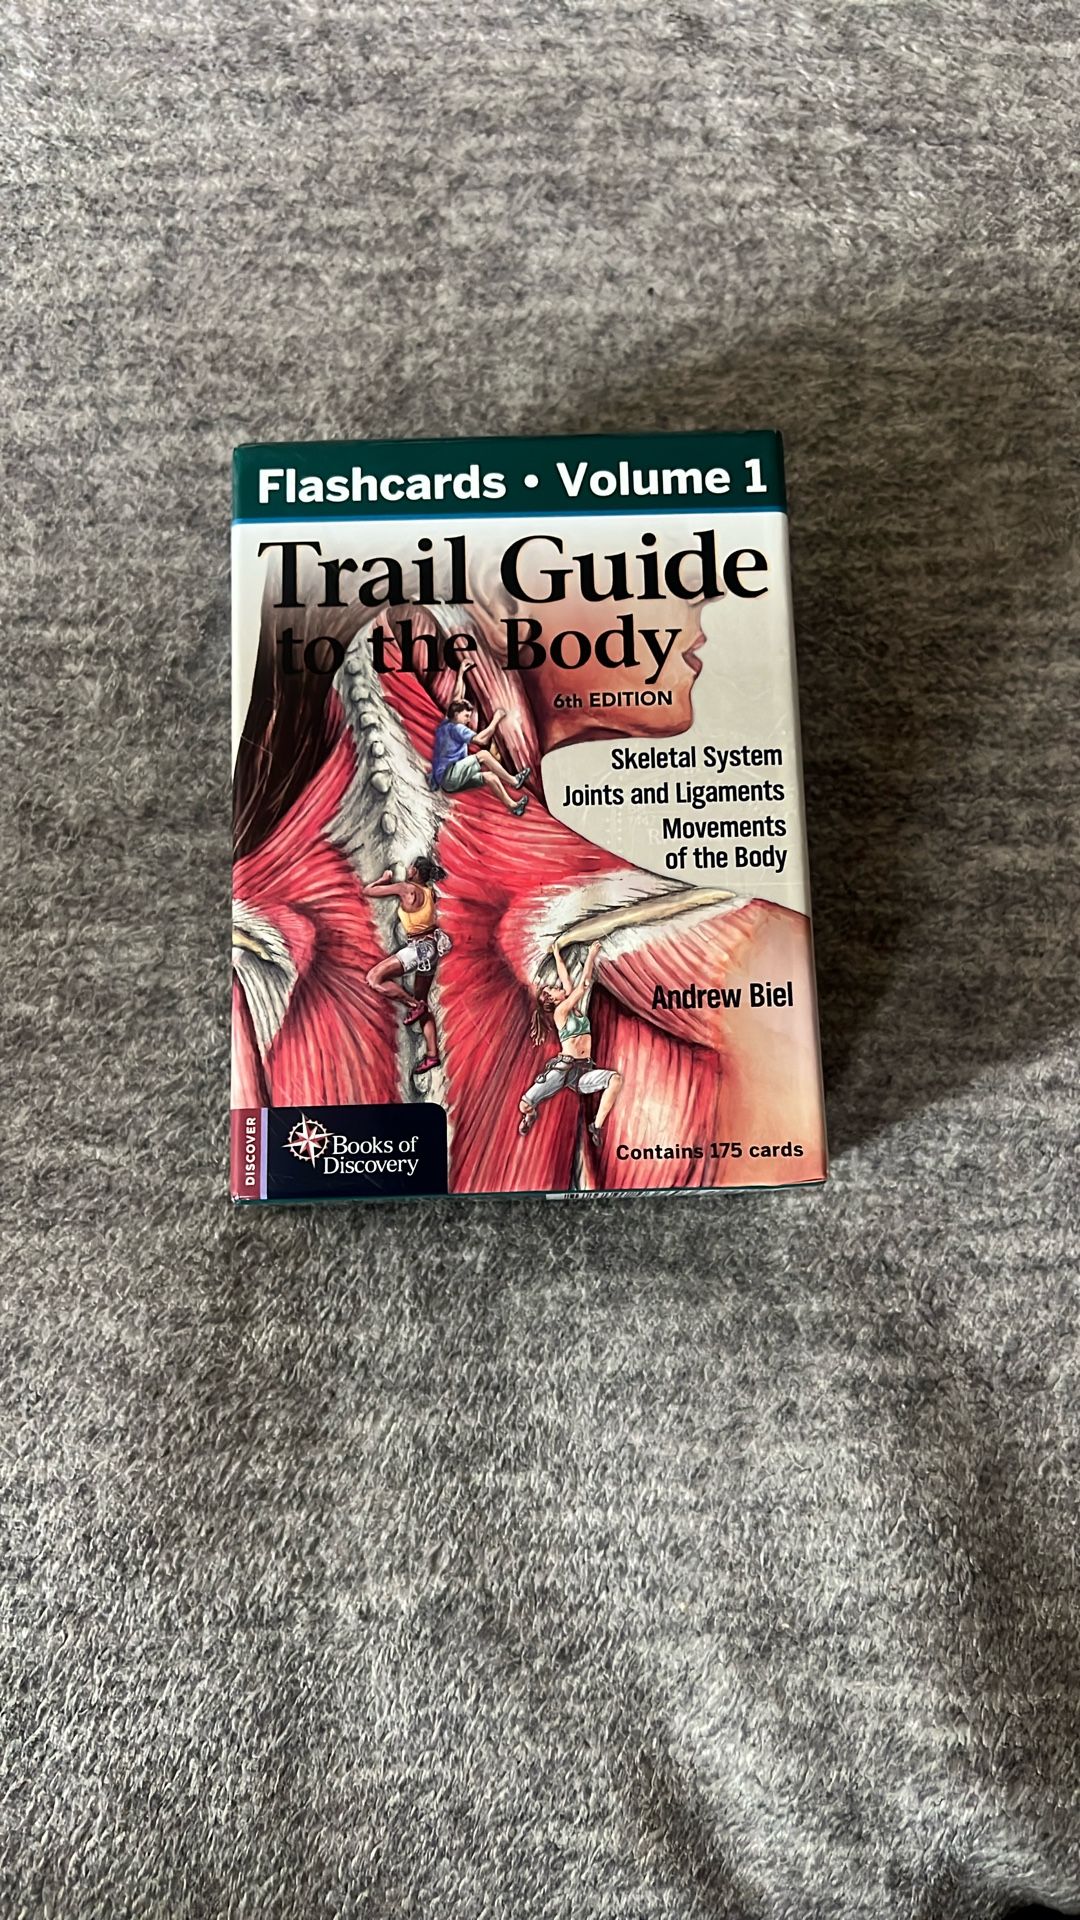 Flashcards • Volume 1
Trail Guide
to the Body
6th EDITION
Skeletal System
Joints and Ligaments
Movements
of the Body
Andrew Biel
DISCOVER
Books of
Discovery
Contains 175 cards